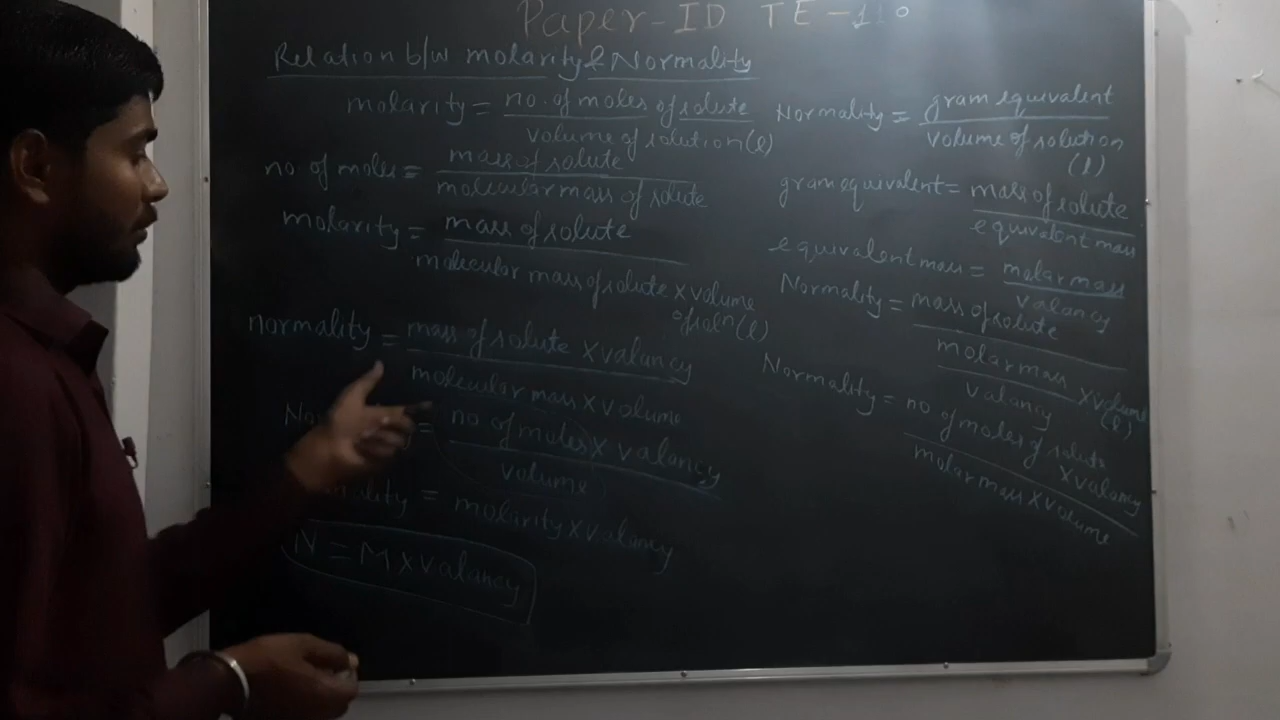 Paper-ID TE-110
Relation b/w molarity & Normality
molarity = no. of moles of solute
volume of solution (l)
no. of moles = mass of solute
molecular mass of solute
molarity = mass of solute
molecular mass of solute x volume
of soln (l)
normality = mass of solute x valancy
molecular mass x volume
= no of moles x valancy
volume
= molarity x valancy
N = M x valancy
Normality = gram equivalent
volume of solution
(l)
gram equivalent = mass of solute
equivalent mass
equivalent mass = molar mass
valancy
Normality = mass of solute
molar mass x volume
valancy (l)
Normality = no of moles of solute
x valancy
molar mass x volume